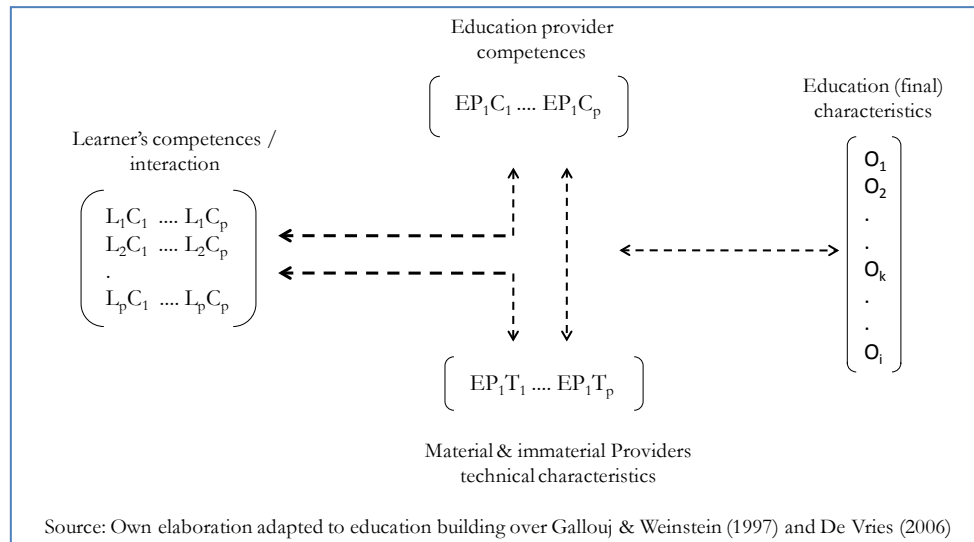 Education provider
competences
EP₁C₁ .... EP₁Cₚ
Education (final)
characteristics
O₁
O₂
.
.
Oₖ
.
.
Oᵢ
Learner's competences /
interaction
L₁C₁ .... L₁Cₚ
L₂C₁ .... L₂Cₚ
.
LₚC₁ .... LₚCₚ
EP₁T₁ .... EP₁Tₚ
Material & immaterial Providers
technical characteristics
Source: Own elaboration adapted to education building over Gallouj & Weinstein (1997) and De Vries (2006)